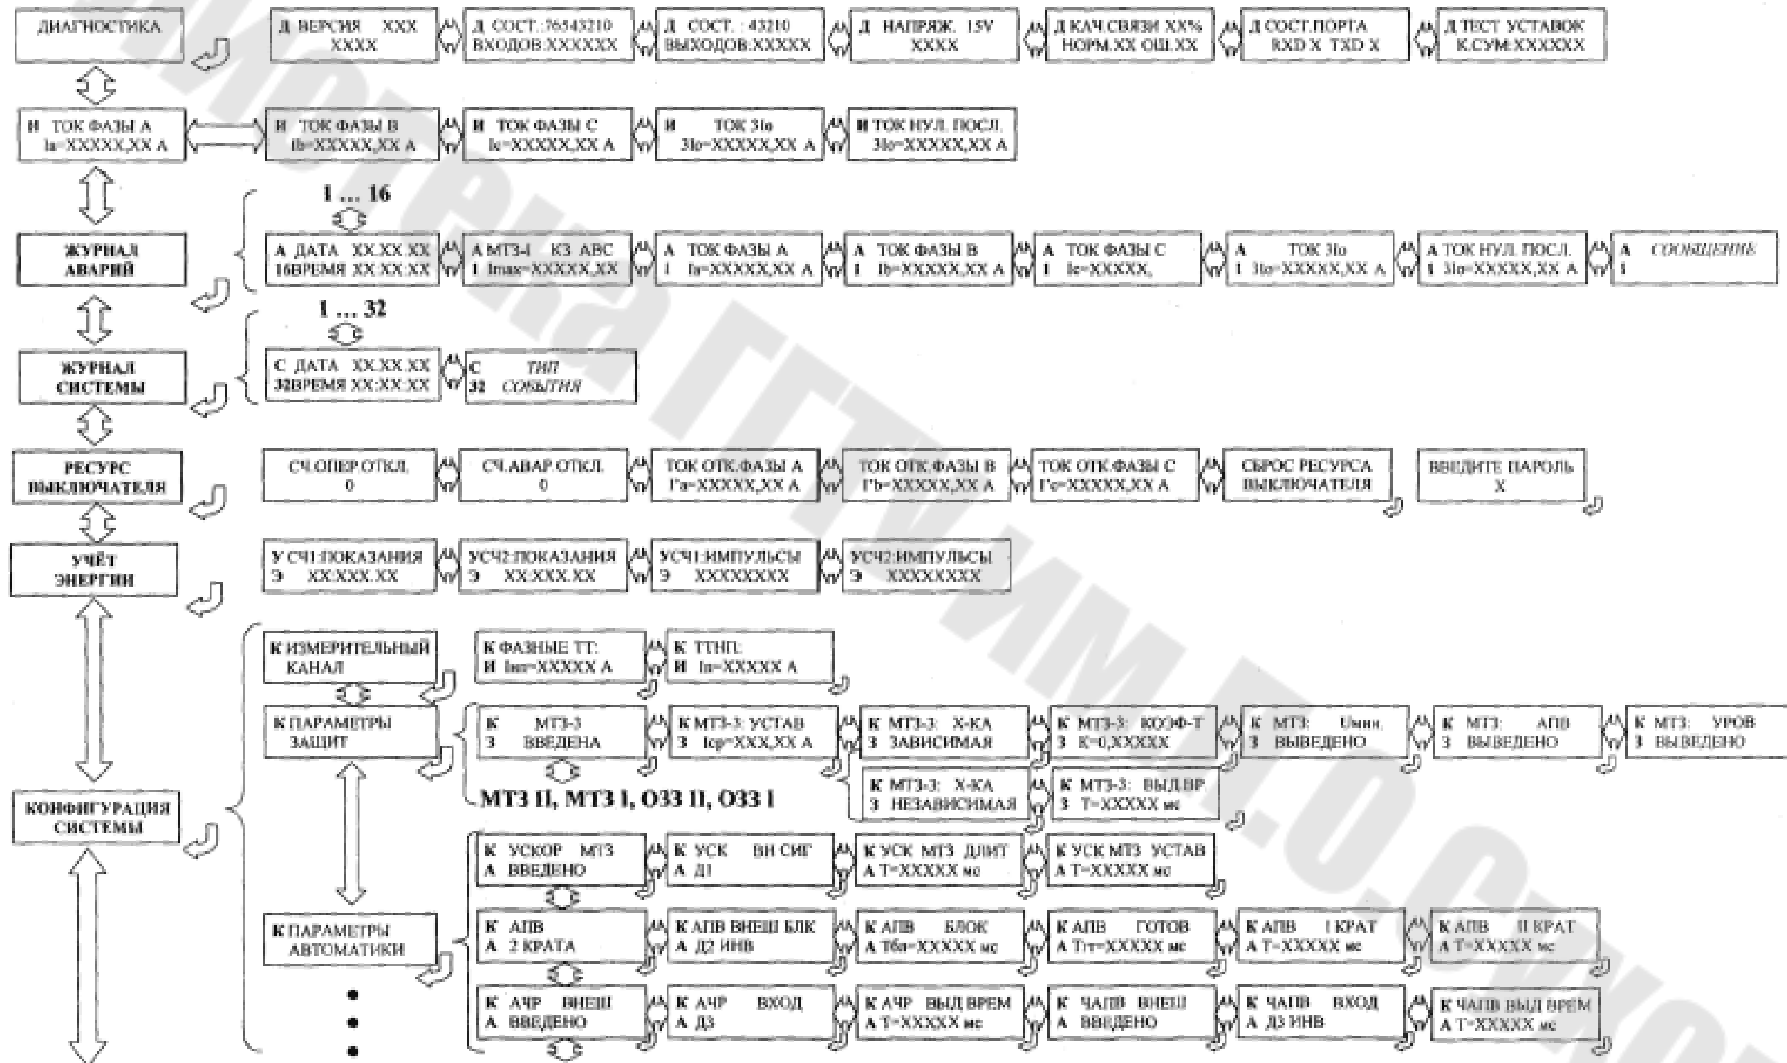 ДИАГНОСТИКА
Д ВЕРСИЯ XXX
XXXX
Д СОСТ.:76543210
ВХОДОВ:XXXXXX
Д СОСТ. : 43210
ВЫХОДОВ:XXXXX
Д НАПРЯЖ. 15V
XXXX
Д КАЧ.СВЯЗИ XX%
НОРМ.XX ОШ.XX
Д СОСТ.ПОРТА
RXD X TXD X
Д ТЕСТ УСТАВОК
К.СУМ:XXXXXX
И ТОК ФАЗЫ А
Ia=XXXXX,XX А
И ТОК ФАЗЫ В
Ib=XXXXX,XX А
И ТОК ФАЗЫ С
Ic=XXXXX,XX А
И ТОК 3Io
3Io=XXXXX,XX А
И ТОК НУЛ. ПОСЛ.
3Io=XXXXX,XX А
1 ... 16
ЖУРНАЛ
АВАРИЙ
А ДАТА XX.XX XX
16ВРЕМЯ XX:XX:XX
А МТЗ-I КЗ АВС
1 Imax=XXXXX,XX
А ТОК ФАЗЫ А
1 Ia=XXXXX,XX А
А ТОК ФАЗЫ В
1 Ib=XXXXX,XX А
А ТОК ФАЗЫ С
1 Ic=XXXXX,
А ТОК 3Io
1 3Io=XXXXX,XX А
А ТОК НУЛ. ПОСЛ.
1 3Io=XXXXX,XX А
А СООБЩЕНИЕ
1
1 ... 32
ЖУРНАЛ
СИСТЕМЫ
С ДАТА XX.XX.XX
32ВРЕМЯ XX:XX:XX
С ТИП
32 СОБЫТИЯ
РЕСУРС
ВЫКЛЮЧАТЕЛЯ
СЧ.ОПЕР.ОТКЛ.
0
СЧ.АВАР.ОТКЛ.
0
ТОК ОТК.ФАЗЫ А
I'a=XXXXX,XX А
ТОК ОТК.ФАЗЫ В
I'b=XXXXX,XX А
ТОК ОТК.ФАЗЫ С
I'c=XXXXX,XX А
СБРОС РЕСУРСА
ВЫКЛЮЧАТЕЛЯ
ВВЕДИТЕ ПАРОЛЬ
X
УЧЁТ
ЭНЕРГИИ
У СЧ1:ПОКАЗАНИЯ
Э XX:XXX.XX
УСЧ2:ПОКАЗАНИЯ
Э XX:XXX.XX
УСЧ1:ИМПУЛЬСЫ
Э XXXXXXXX
УСЧ2:ИМПУЛЬСЫ
Э XXXXXXXX
К ИЗМЕРИТЕЛЬНЫЙ
КАНАЛ
К ФАЗНЫЕ ТТ:
И XXXXX А
К ТТНП:
И Iп=XXXXX А
К ПАРАМЕТРЫ
ЗАЩИТ
К МТЗ-3
З ВВЕДЕНА
К МТЗ-3: УСТАВ
З Iср=XXX,XX А
К МТЗ-3: Х-КА
З ЗАВИСИМАЯ
К МТЗ-3: КОЭФ-Т
З К=0,XXXXX
К МТЗ: Uмин.
З ВЫВЕДЕНО
К МТЗ: АПВ
З ВЫВЕДЕНО
К МТЗ: УРОВ
З ВЫВЕДЕНО
К МТЗ-3: Х-КА
З НЕЗАВИСИМАЯ
К МТЗ-3: ВЫД.ВР
З Т=XXXXX мс
МТЗ II, МТЗ I, ОЗЗ II, ОЗЗ I
КОНФИГУРАЦИЯ
СИСТЕМЫ
К УСКОР МТЗ
А ВВЕДЕНО
К УСК ВН СИГ
А Д1
К УСК МТЗ ДЛИТ
А Т=XXXXX мс
К УСК МТЗ УСТАВ
А Т=XXXXX мс
К ПАРАМЕТРЫ
АВТОМАТИКИ
К АПВ
А 2 КРАТА
К АПВ ВНЕШ БЛК
А Д2 ИНВ
К АПВ БЛОК
А Тбл=XXXXX мс
К АПВ ГОТОВ
А Тгт=XXXXX мс
К АПВ I КРАТ
А Т=XXXXX мс
К АПВ II КРАТ
А Т=XXXXX мс
К АЧР ВНЕШ
А ВВЕДЕНО
К АЧР ВХОД
А Д3
К АЧР ВЫД ВРЕМ
А Т=XXXXX мс
К ЧАПВ ВНЕШ
А ВВЕДЕНО
К ЧАПВ ВХОД
А Д3 ИНВ
К ЧАПВ ВЫД ВРЕМ
А Т=XXXXX мс